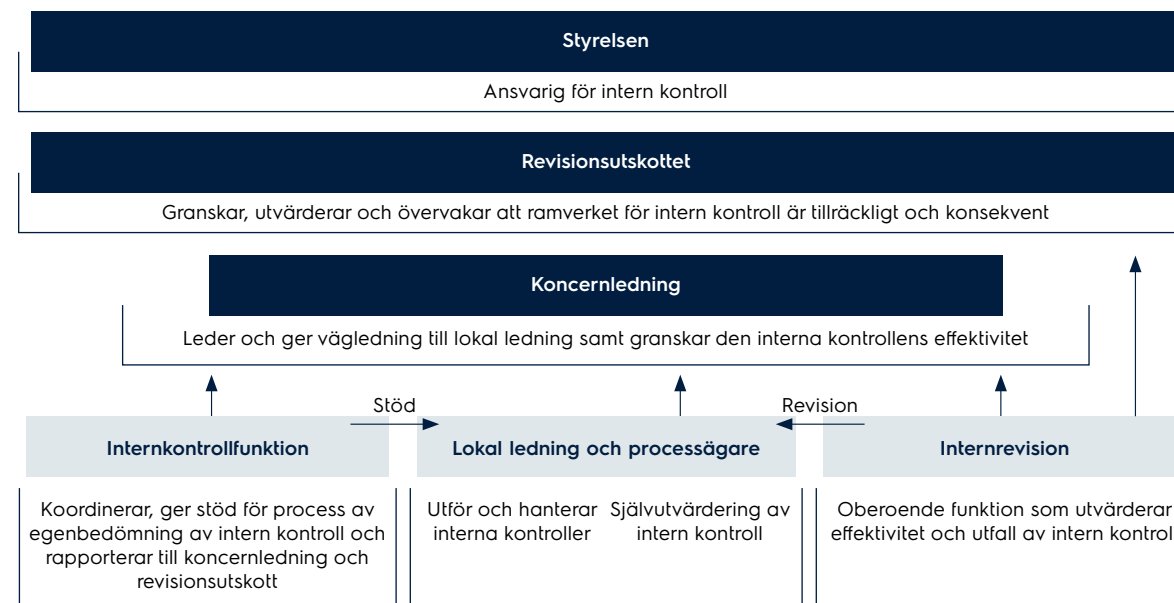 Styrelsen
Ansvarig för intern kontroll
Revisionsutskottet
Granskar, utvärderar och övervakar att ramverket för intern kontroll är tillräckligt och konsekvent
Koncernledning
Leder och ger vägledning till lokal ledning samt granskar den interna kontrollens effektivitet
Stöd
Revision
Internkontrollfunktion
Lokal ledning och processägare
Internrevision
Koordinerar, ger stöd för process av
egenbedömning av intern kontroll och
rapporterar till koncernledning och
revisionsutskott
Utför och hanterar
interna kontroller
Självutvärdering av
intern kontroll
Oberoende funktion som utvärderar
effektivitet och utfall av intern kontrol